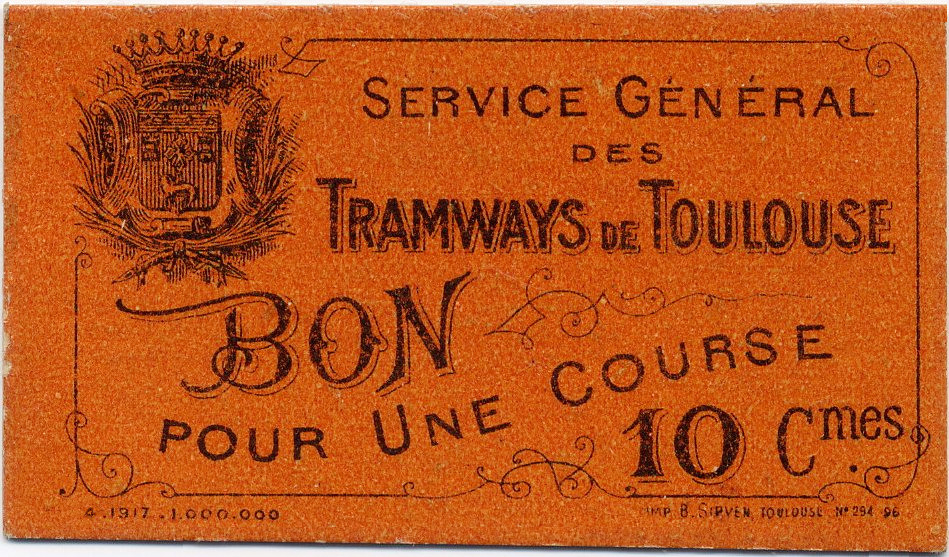 SERVICE GÉNÉRAL
DES
TRAMWAYS DE TOULOUSE
BON
POUR UNE COURSE
10 Cmes.
4.1917.1.000.000
IMP. B. SIRVEN, TOULOUSE Nº 294 96